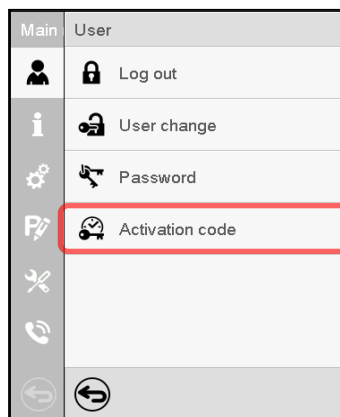 Main
User
Log out
User change
Password
Activation code